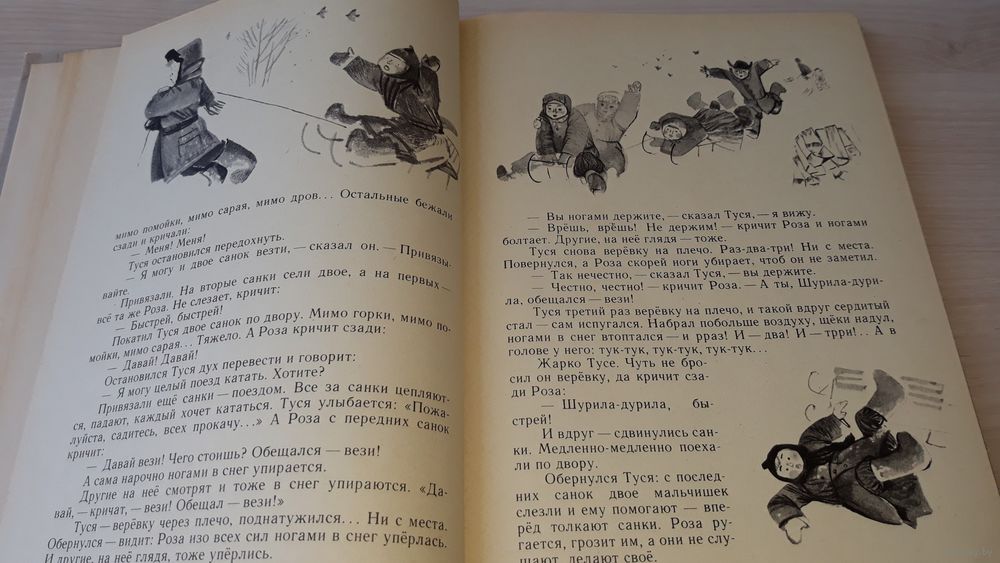 мимо помойки, мимо сарая, мимо дров... Остальные бежали
сзади и кричали:
— Меня! Меня!
Туся остановился передохнуть.
— Я могу и двое санок везти, — сказал он. — Привязы-
вайте.
Привязали. На вторые санки сели двое, а на первых —
всё та же Роза. Не слезает, кричит:
— Быстрей, быстрей!
Покатил Туся двое санок по двору. Мимо горки, мимо по-
мойки, мимо сарая... Тяжело. А Роза кричит сзади:
— Давай! Давай!
Остановился Туся дух перевести и говорит:
— Я могу целый поезд катать. Хотите?
Привязали ещё санки — поездом. Все за санки цепляют-
ся, падают, каждый хочет кататься. Туся улыбается: «Пожа-
луйста, садитесь, всех прокачу...» А Роза с передних санок
кричит:
— Давай вези! Чего стоишь? Обещался — вези!
А сама нарочно ногами в снег упирается.
Другие на неё смотрят и тоже в снег упираются. «Да-
вай, — кричат, — вези! Обещал — вези!»
Туся — верёвку через плечо, поднатужился... Ни с места.
Обернулся — видит: Роза изо всех сил ногами в снег упёрлась.
И другие, на неё глядя, тоже упёрлись.
— Вы ногами держите, — сказал Туся, — я вижу.
— Врёшь, врёшь! Не держим! — кричит Роза и ногами
болтает. Другие, на неё глядя — тоже.
Туся снова верёвку на плечо. Раз-два-три! Ни с места.
Повернулся, а Роза скорей ноги убирает, чтоб он не заметил.
— Так нечестно, — сказал Туся, — вы держите.
— Честно, честно! — кричит Роза. — А ты, Шурила-дури-
ла, обещался — вези!
Туся третий раз верёвку на плечо, и такой вдруг сердитый
стал — сам испугался. Набрал побольше воздуху, щёки надул,
ногами в снег втоптался — и рраз! И — два! И — трри!.. А в
голове у него: тук-тук, тук-тук, тук-тук...
Жарко Тусе. Чуть не бро-
сил он верёвку, да кричит сза-
ди Роза:
— Шурила-дурила, бы-
стрей!
И вдруг — сдвинулись сан-
ки. Медленно-медленно поеха-
ли по двору.
Обернулся Туся: с послед-
них санок двое мальчишек
слезли и ему помогают — впе-
рёд толкают санки. Роза ру-
гается, грозит им, а они не слу-
шают, делают своё.